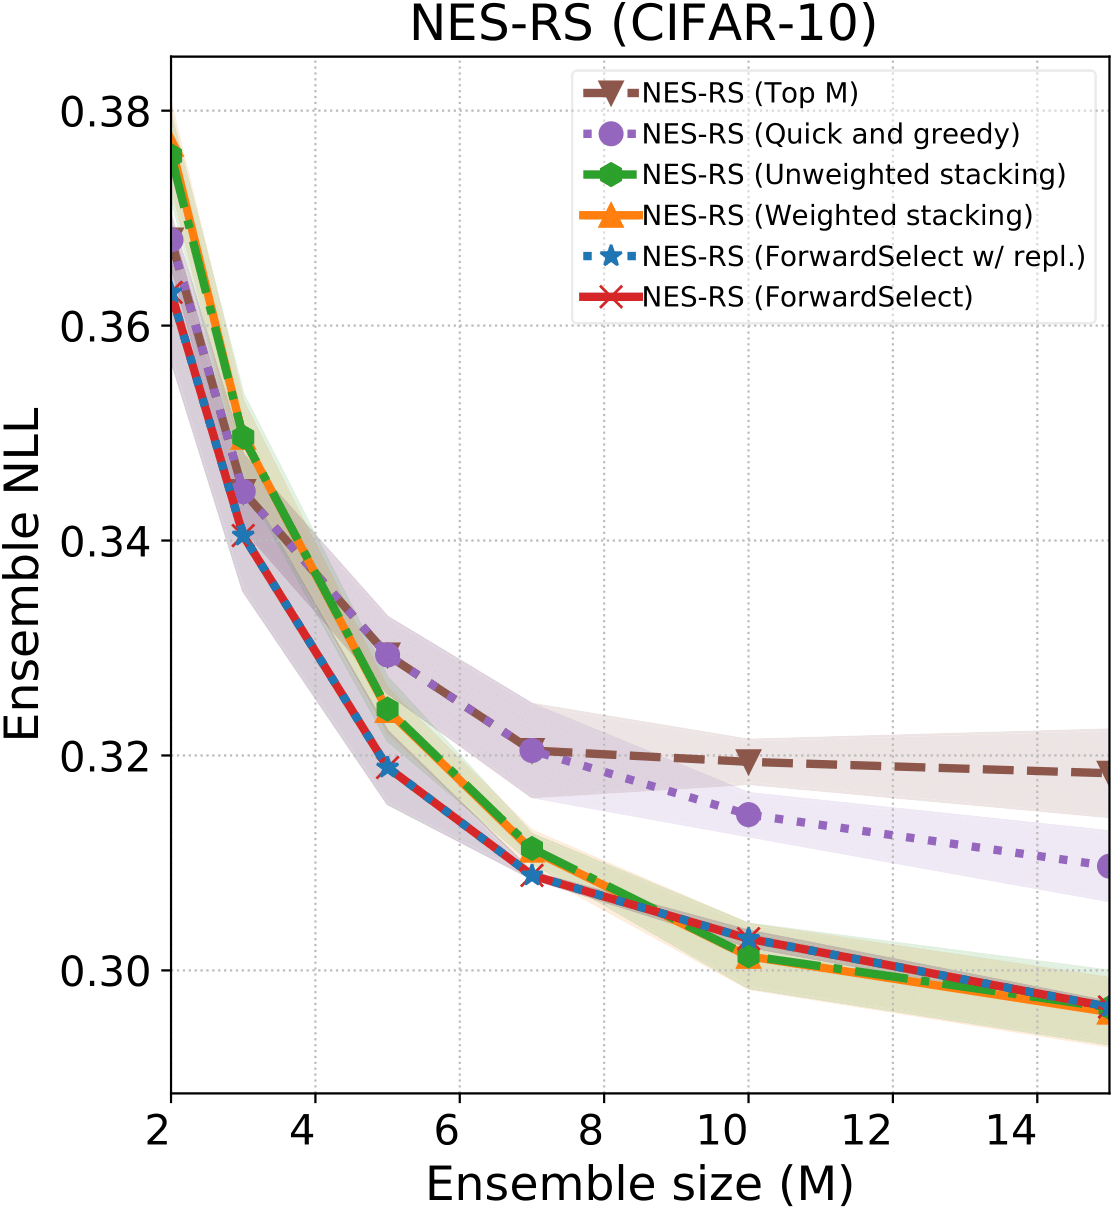 NES-RS (CIFAR-10)
NES-RS (Top M)
NES-RS (Quick and greedy)
NES-RS (Unweighted stacking)
NES-RS (Weighted stacking)
NES-RS (ForwardSelect w/ repl.)
NES-RS (ForwardSelect)
Ensemble NLL
0.38
0.36
0.34
0.32
0.30
2 4 6 8 10 12 14
Ensemble size (M)